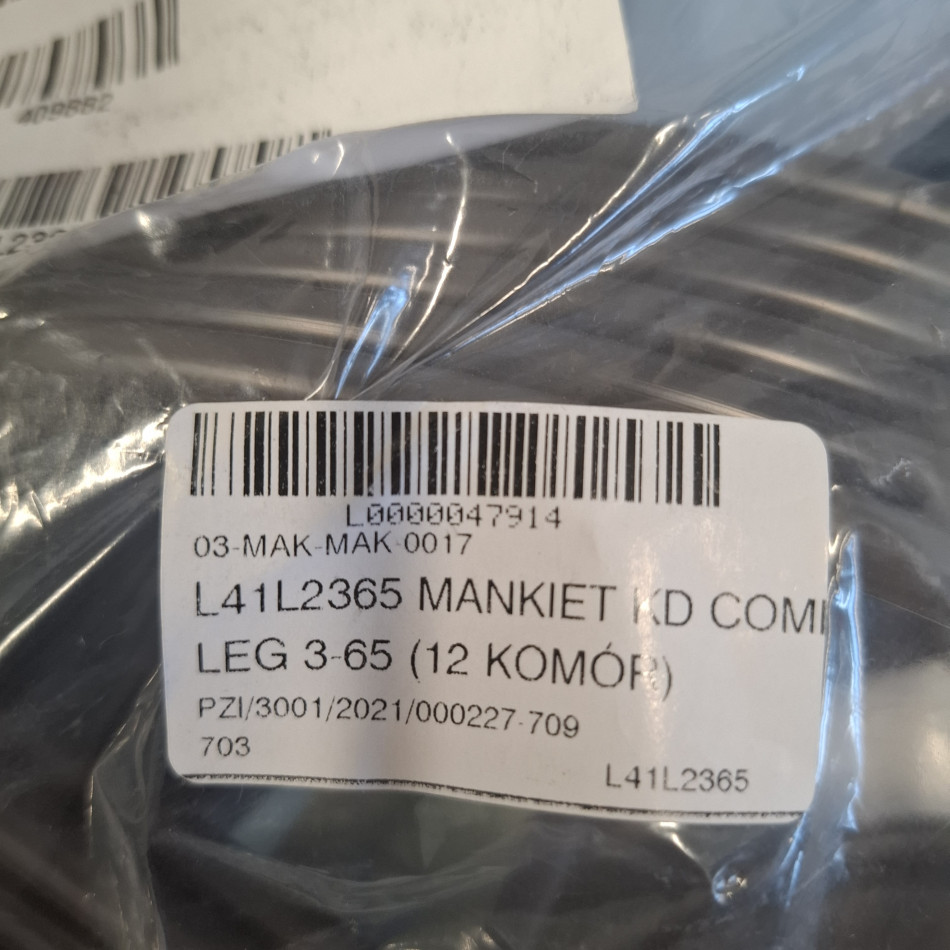 409882
L0000047914
03-MAK-MAK-0017
L41L2365 MANKIET KD COM
LEG 3-65 (12 KOMÓR)
PZI/3001/2021/000227-709
703
L41L2365